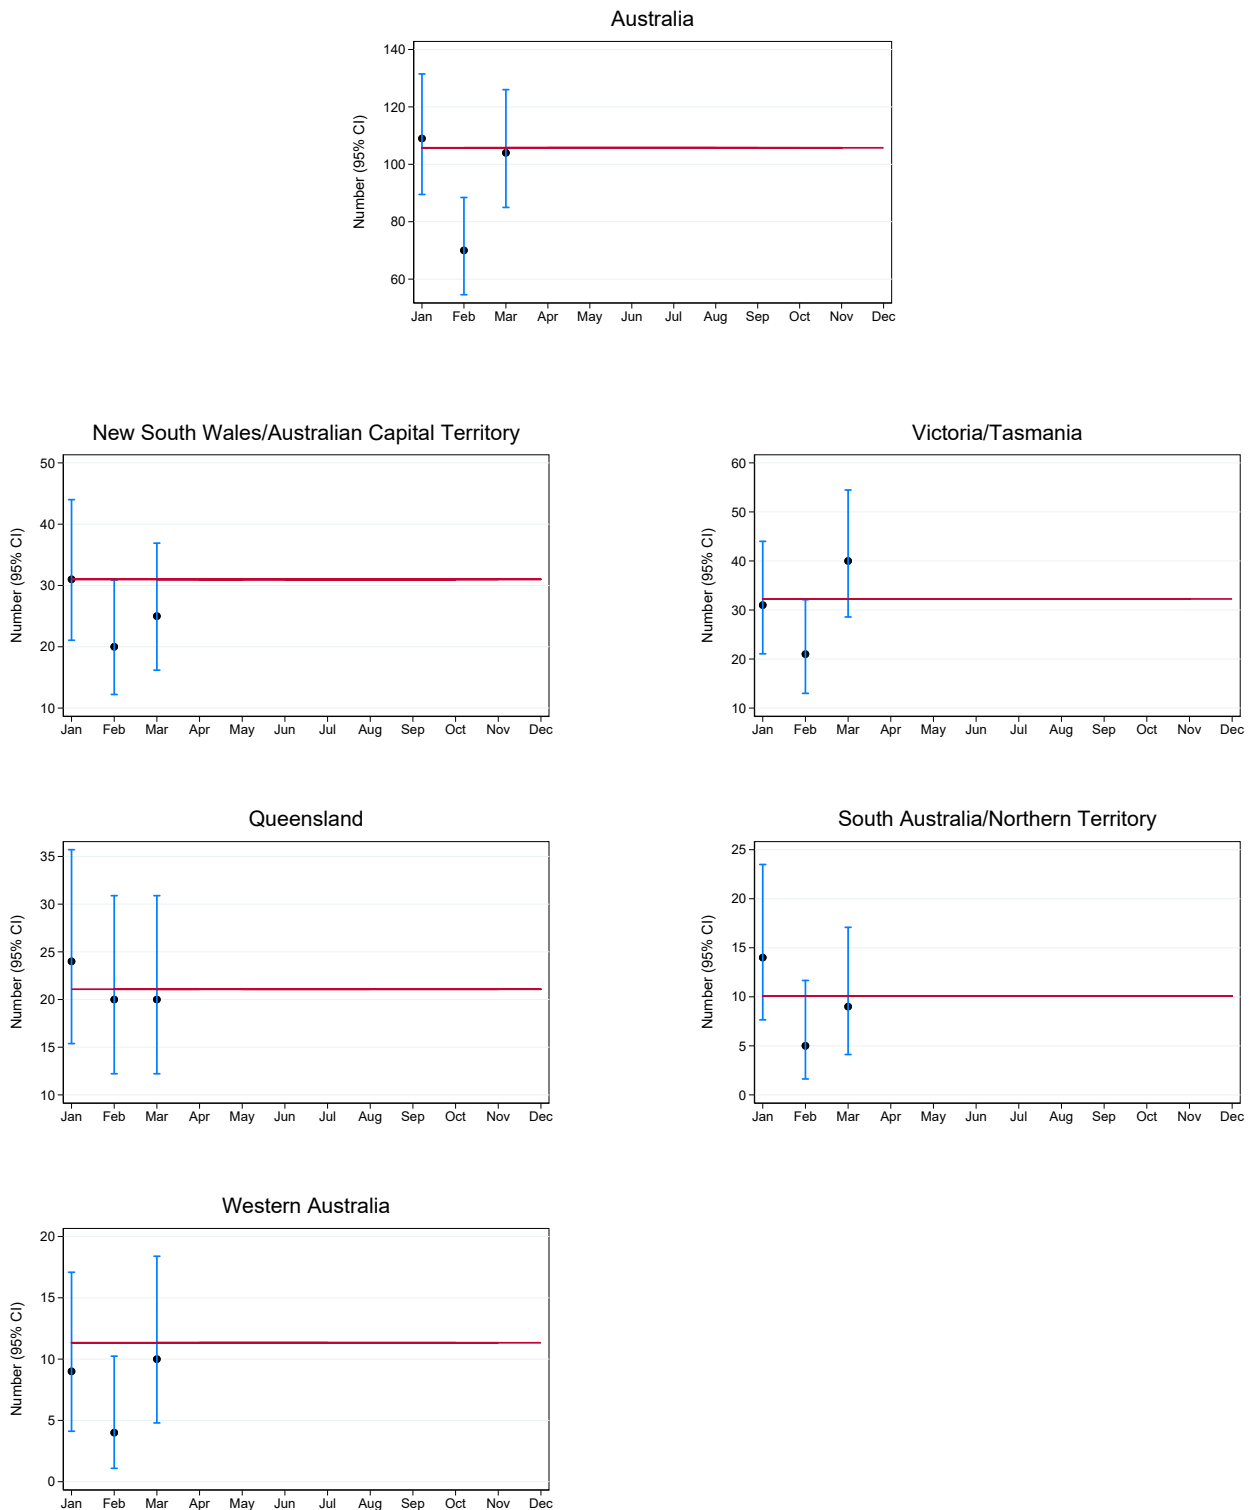 Australia
Number (95% CI)
140
120
100
80
60
Jan Feb Mar Apr May Jun Jul Aug Sep Oct Nov Dec
New South Wales/Australian Capital Territory
Number (95% CI)
50
40
30
20
10
Jan Feb Mar Apr May Jun Jul Aug Sep Oct Nov Dec
Victoria/Tasmania
Number (95% CI)
60
50
40
30
20
10
Jan Feb Mar Apr May Jun Jul Aug Sep Oct Nov Dec
Queensland
Number (95% CI)
35
30
25
20
15
10
Jan Feb Mar Apr May Jun Jul Aug Sep Oct Nov Dec
South Australia/Northern Territory
Number (95% CI)
25
20
15
10
5
0
Jan Feb Mar Apr May Jun Jul Aug Sep Oct Nov Dec
Western Australia
Number (95% CI)
20
15
10
5
0
Jan Feb Mar Apr May Jun Jul Aug Sep Oct Nov Dec